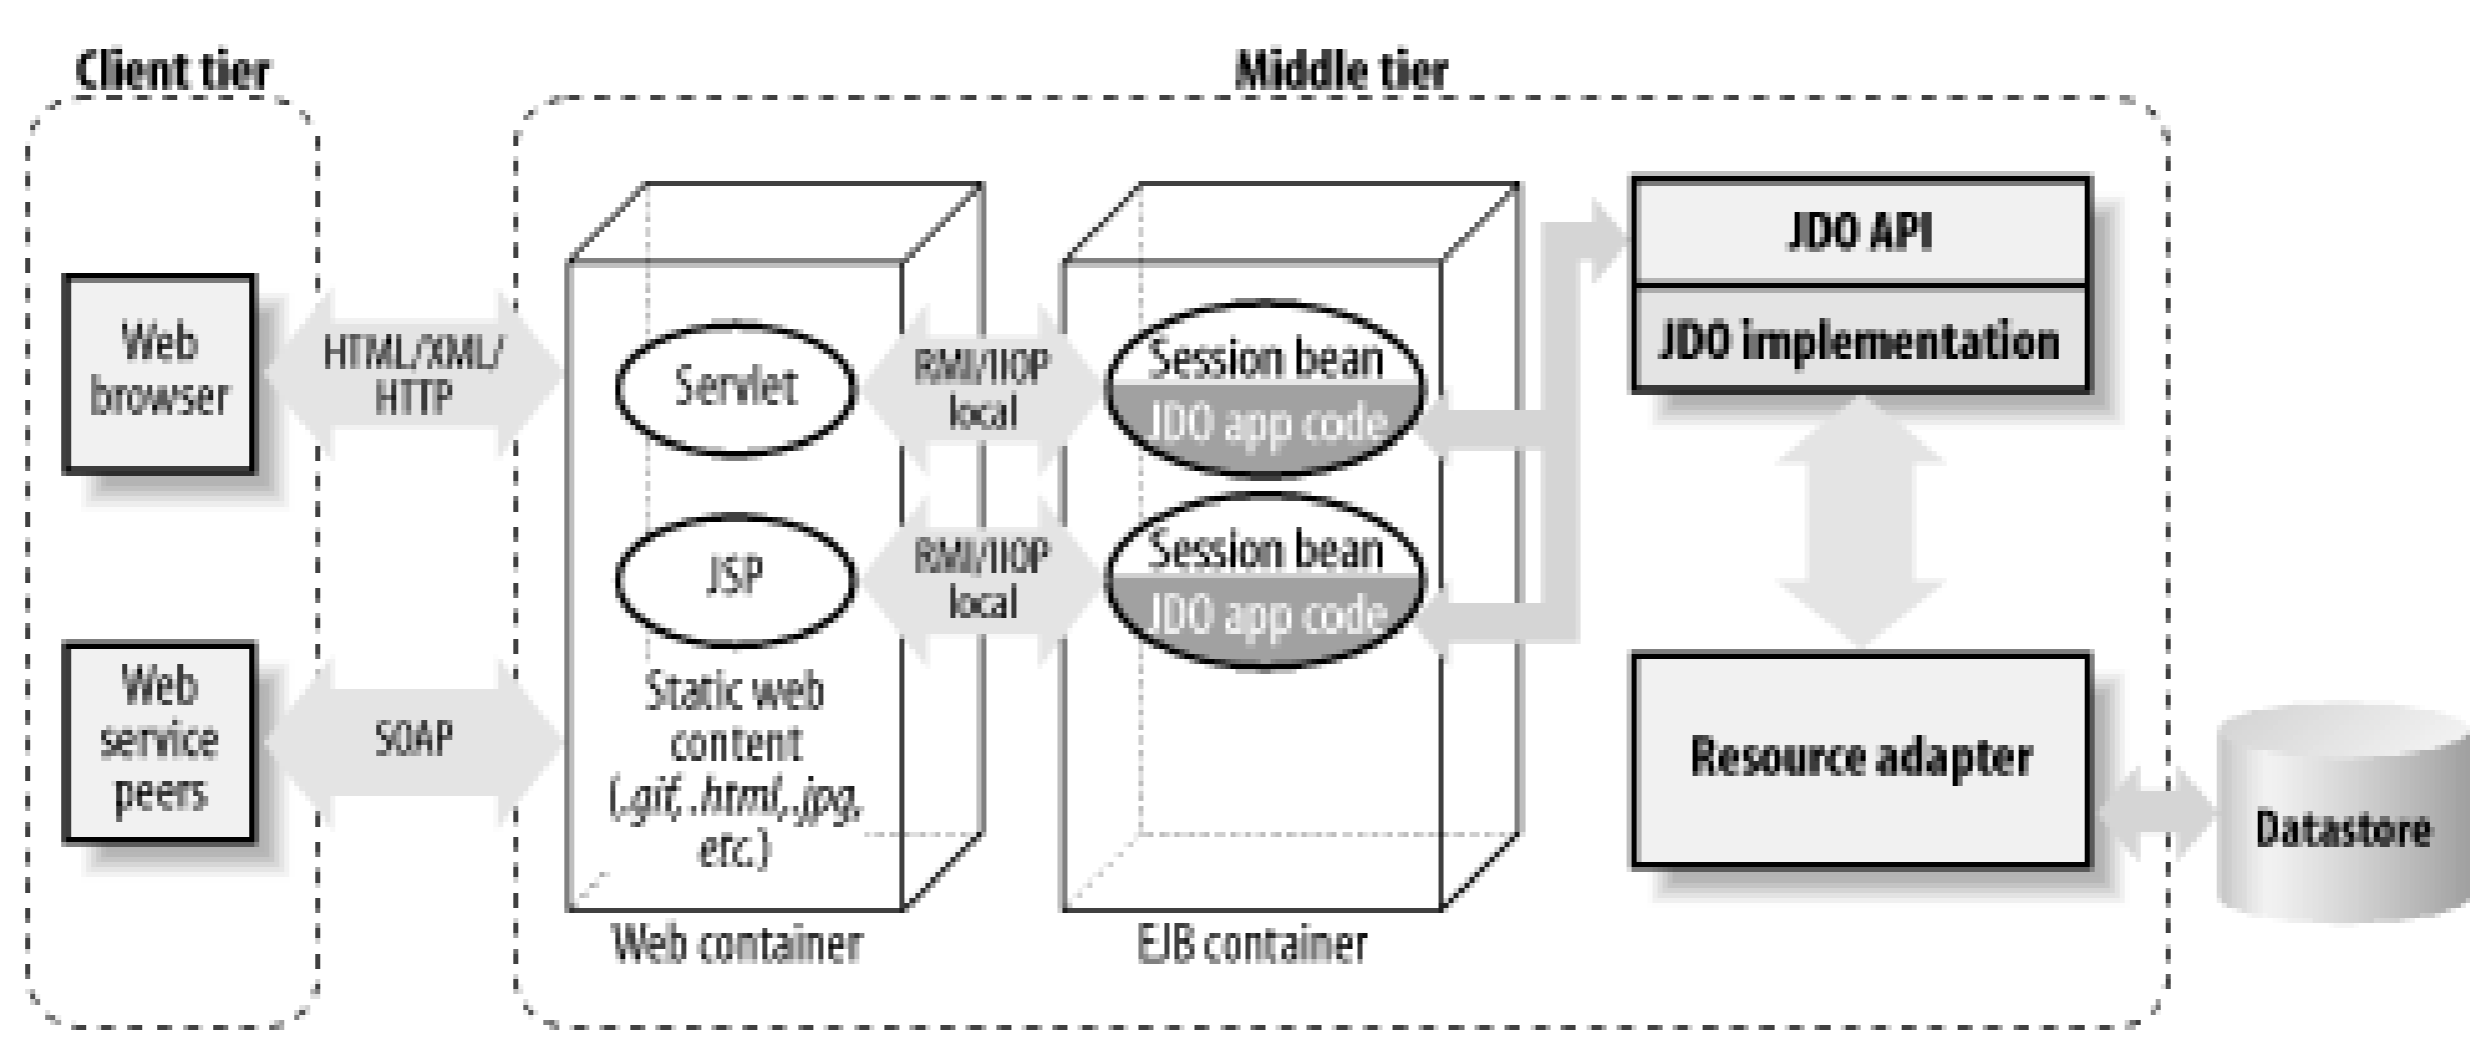 Client tier
Middle tier
Web
browser
HTML/XML/
HTTP
Web
service
peers
SOAP
Servlet
JSP
Static web
content
(.gif, .html, .jpg,
etc.)
Web container
RMI/IIOP
local
RMI/IIOP
local
Session bean
JDO app code
Session bean
JDO app code
EJB container
JDO API
JDO implementation
Resource adapter
Datastore